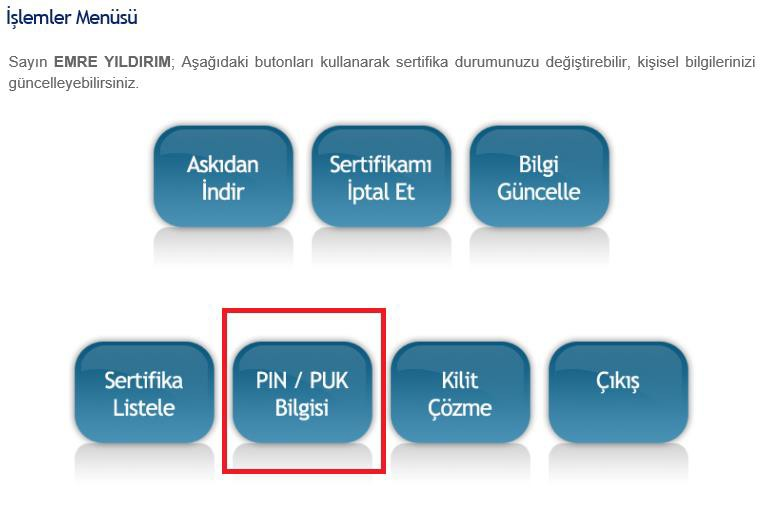 İşlemler Menüsü
Sayın EMRE YILDIRIM; Aşağıdaki butonları kullanarak sertifika durumunuzu değiştirebilir, kişisel bilgilerinizi
güncelleyebilirsiniz.
Askıdan
İndir
Sertifikamı
İptal Et
Bilgi
Güncelle
Sertifika
Listele
PIN / PUK
Bilgisi
Kilit
Çözme
Çıkış